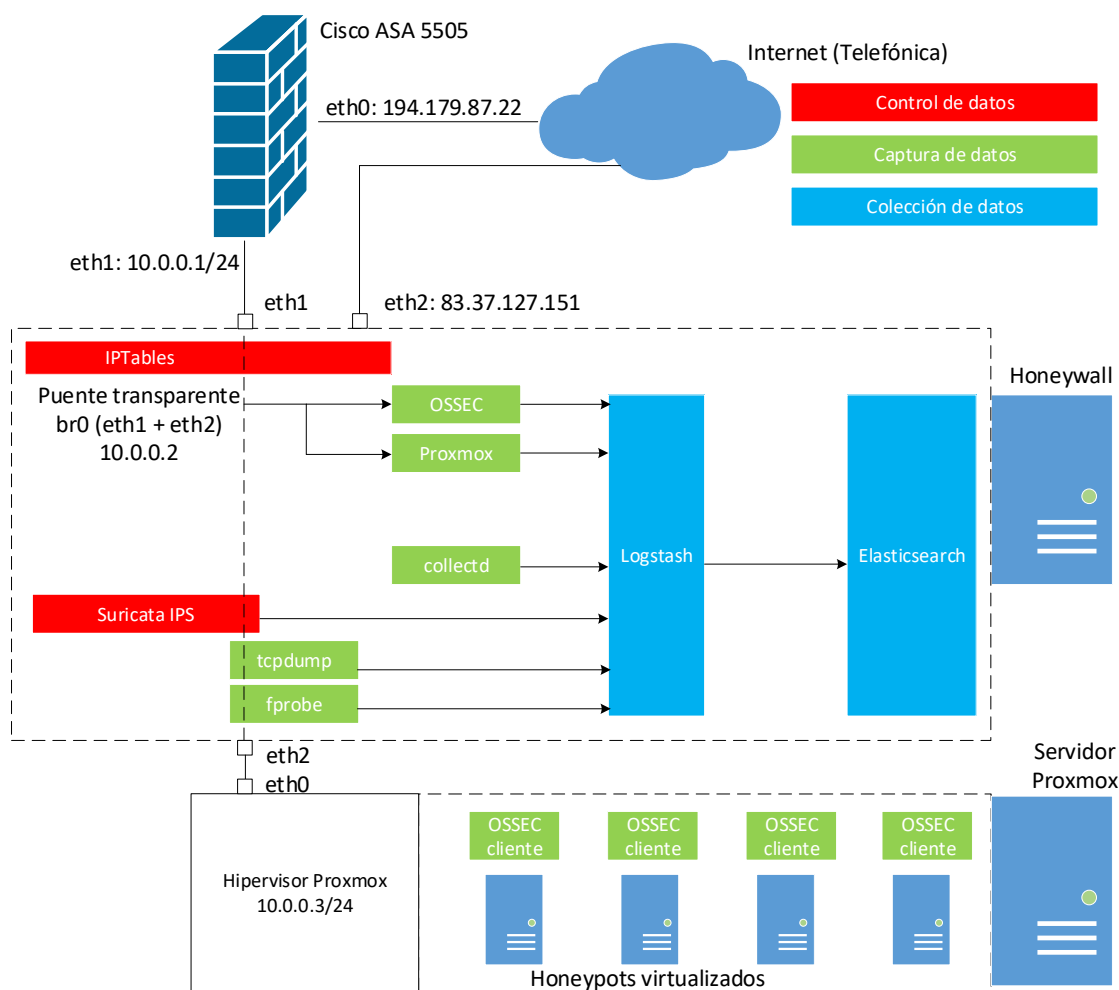 Cisco ASA 5505
Internet (Telefónica)
eth0: 194.179.87.22
Control de datos
Captura de datos
Colección de datos
eth1: 10.0.0.1/24
eth1
eth2: 83.37.127.151
IPTables
Honeywall
Puente transparente
br0 (eth1 + eth2)
10.0.0.2
OSSEC
Proxmox
collectd
Logstash
Elasticsearch
Suricata IPS
tcpdump
fprobe
eth2
eth0
Servidor
Proxmox
OSSEC
cliente
OSSEC
cliente
OSSEC
cliente
OSSEC
cliente
Hipervisor Proxmox
10.0.0.3/24
Honeypots virtualizados